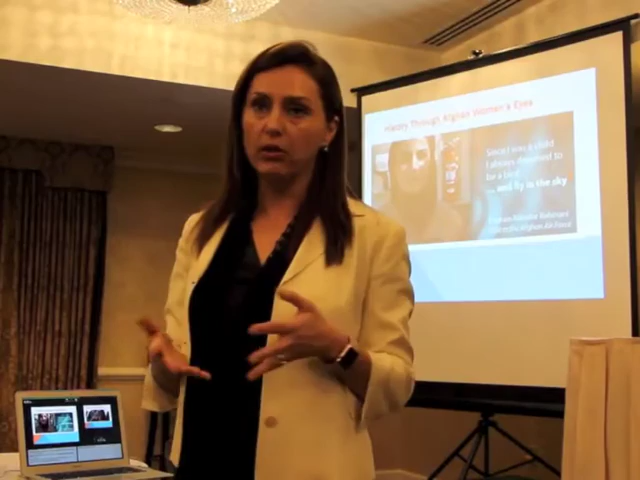 History Through Afghan Women's Eyes
Since I was a child
I always dreamed to
be a bird
... and fly in the sky
Afghan Air Force